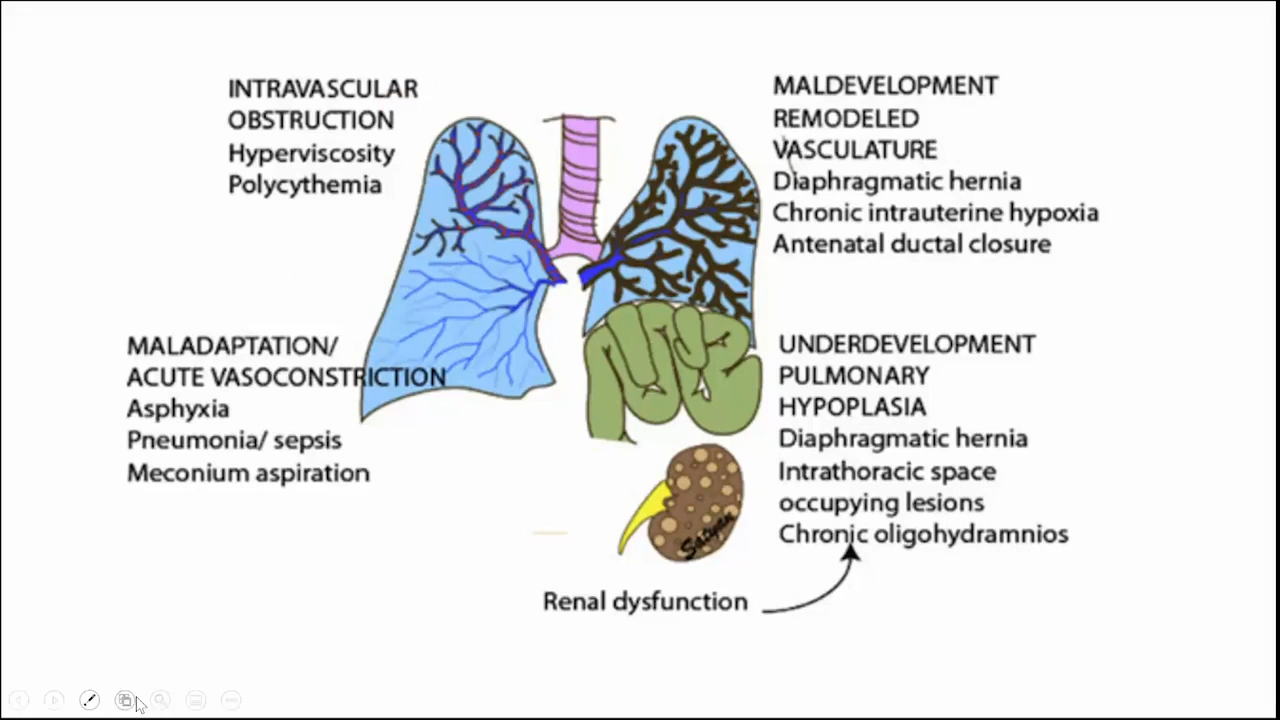 INTRAVASCULAR
OBSTRUCTION
Hyperviscosity
Polycythemia
MALADAPTATION/
ACUTE VASOCONSTRICTION
Asphyxia
Pneumonia/ sepsis
Meconium aspiration
MALDEVELOPMENT
REMODELED
VASCULATURE
Diaphragmatic hernia
Chronic intrauterine hypoxia
Antenatal ductal closure
UNDERDEVELOPMENT
PULMONARY
HYPOPLASIA
Diaphragmatic hernia
Intrathoracic space
occupying lesions
Chronic oligohydramnios
Renal dysfunction